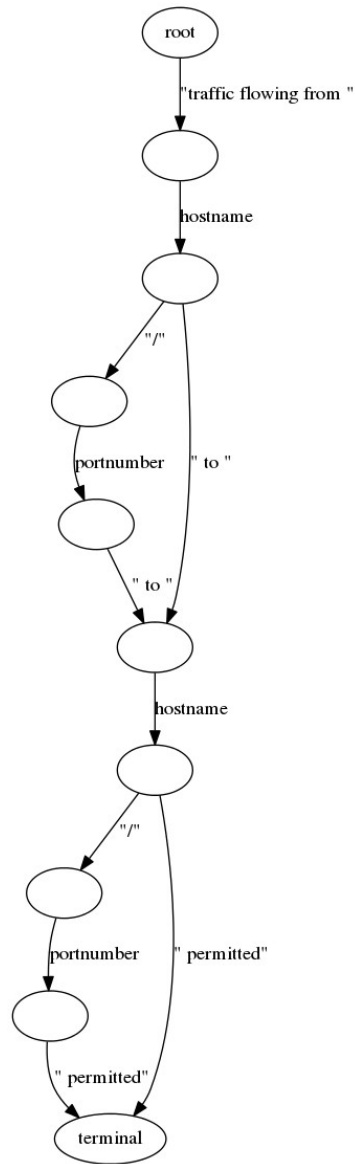 root
"traffic flowing from "
hostname
"/"
portnumber
" to "
" to "
hostname
"/"
portnumber
" permitted"
" permitted"
terminal